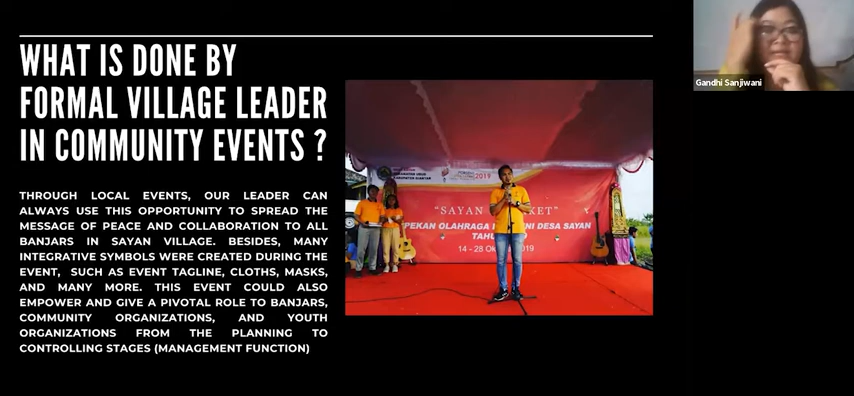 WHAT IS DONE BY
FORMAL VILLAGE LEADER
IN COMMUNITY EVENTS ?
THROUGH LOCAL EVENTS, OUR LEADER CAN
ALWAYS USE THIS OPPORTUNITY TO SPREAD THE
MESSAGE OF PEACE AND COLLABORATION TO ALL
BANJARS IN SAYAN VILLAGE. BESIDES, MANY
INTEGRATIVE SYMBOLS WERE CREATED DURING THE
EVENT, SUCH AS EVENT TAGLINE, CLOTHS, MASKS,
AND MANY MORE. THIS EVENT COULD ALSO
EMPOWER AND GIVE A PIVOTAL ROLE TO BANJARS,
COMMUNITY ORGANIZATIONS, AND YOUTH
ORGANIZATIONS FROM THE PLANNING TO
CONTROLLING STAGES (MANAGEMENT FUNCTION)
2019
"SAYAN
PEKAN OLAHRAGA
NI DESA SAYAN
14 - 28
2019
Gandhi Sanjiwani